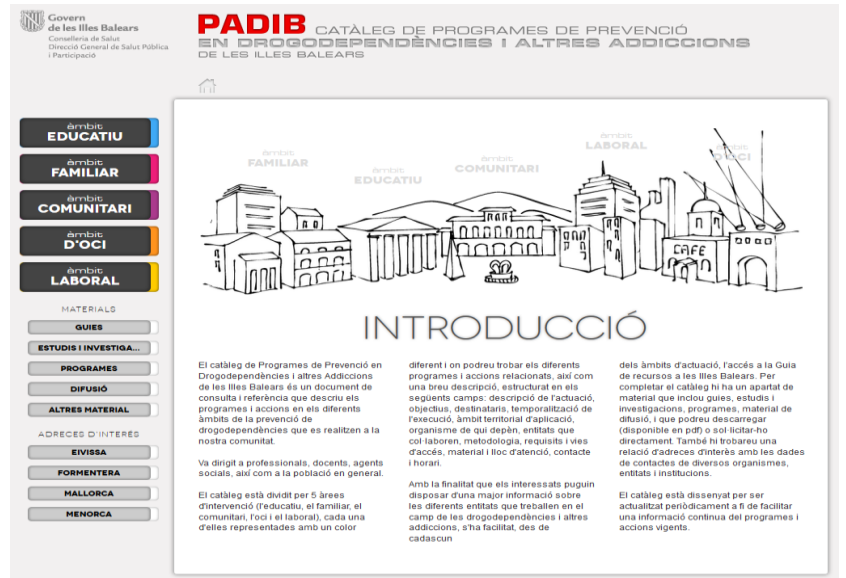 Govern
de les Illes Balears
Conselleria de Salut
Direcció General de Salut Pública
i Participació
PADIB CATÀLEG DE PROGRAMES DE PREVENCIÓ
EN DROGODEPENDÈNCIES I ALTRES ADDICCIONS
DE LES ILLES BALEARS
àmbit
EDUCATIU
àmbit
FAMILIAR
àmbit
COMUNITARI
àmbit
D'OCI
àmbit
LABORAL
MATERIALS
GUIES
ESTUDIS I INVESTIGA...
PROGRAMES
DIFUSIÓ
ALTRES MATERIAL
ADRECES D'INTERÉS
EIVISSA
FORMENTERA
MALLORCA
MENORCA
àmbit
FAMILIAR
àmbit
EDUCATIU
àmbit
COMUNITARI
àmbit
LABORAL
àmbit
D'OCI
CAFE
INTRODUCCIÓ
El catàleg de Programes de Prevenció en
Drogodependències i altres Addiccions
de les Illes Balears és un document de
consulta i referència que descriu els
programes i accions en els diferents
àmbits de la prevenció de
drogodependències que es realitzen a la
nostra comunitat.
Va dirigit a professionals, docents, agents
socials, així com a la població en general.
El catàleg està dividit per 5 àrees
d'intervenció (l'educatiu, el familiar, el
comunitari, l'oci i el laboral), cada una
d'elles representades amb un color
diferent i on podreu trobar els diferents
programes i accions relacionats, així com
una breu descripció, estructurat en els
següents camps: descripció de l'actuació,
objectius, destinataris, temporalització de
l'execució, àmbit territorial d'aplicació,
organisme de qui depèn, entitats que
col·laboren, metodologia, requisits i vies
d'accés, material i lloc d'atenció, contacte
i horari.
Amb la finalitat que els interessats puguin
disposar d'una major informació sobre
les diferents entitats que treballen en el
camp de les drogodependències i altres
addiccions, s'ha facilitat, des de
cadascun
dels àmbits d'actuació, l'accés a la Guia
de recursos a les Illes Balears. Per
completar el catàleg hi ha un apartat de
material que inclou guies, estudis i
investigacions, programes, material de
difusió, i que podreu descarregar
(disponible en pdf) o sol·licitar-ho
directament. També hi trobareu una
relació d'adreces d'interès amb les dades
de contactes de diversos organismes,
entitats i institucions.
El catàleg està dissenyat per ser
actualitzat periòdicament a fi de facilitar
una informació continua del programes i
accions vigents.